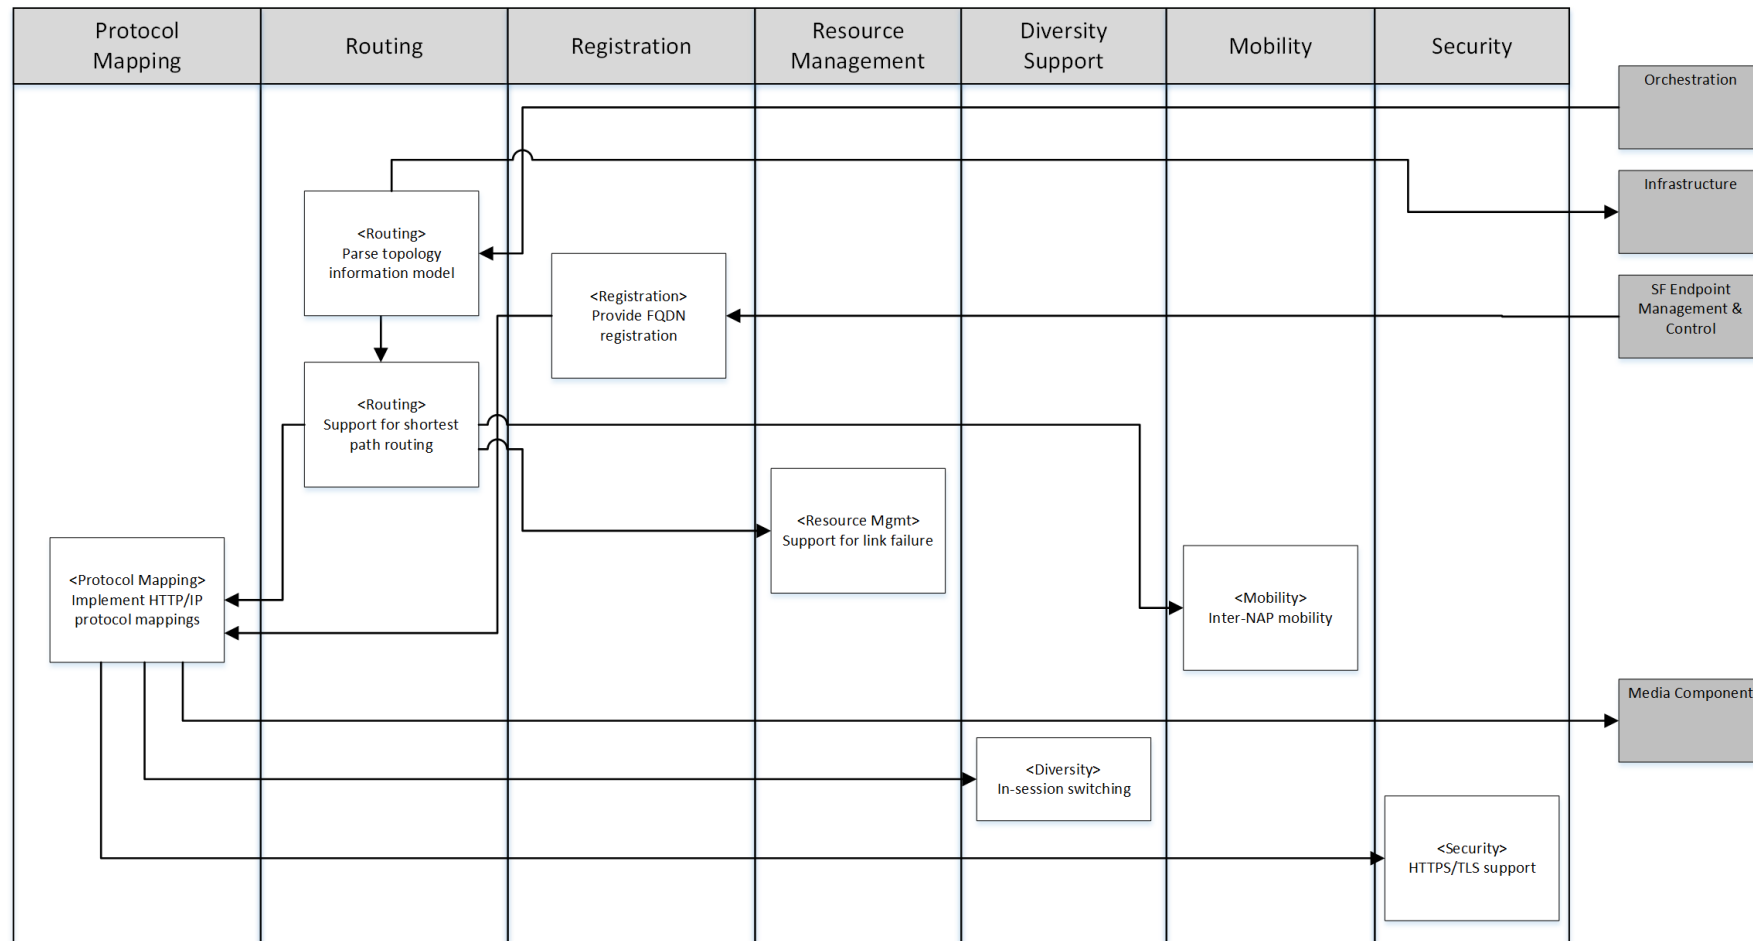 Protocol
Mapping
Routing
Registration
Resource
Management
Diversity
Support
Mobility
Security
Orchestration
Infrastructure
<Routing>
Parse topology
information model
SF Endpoint
Management &
Control
<Registration>
Provide FQDN
registration
<Routing>
Support for shortest
path routing
<Resource Mgmt>
Support for link failure
<Protocol Mapping>
Implement HTTP/IP
protocol mappings
<Mobility>
Inter-NAP mobility
Media Component
<Diversity>
In-session switching
<Security>
HTTPS/TLS support